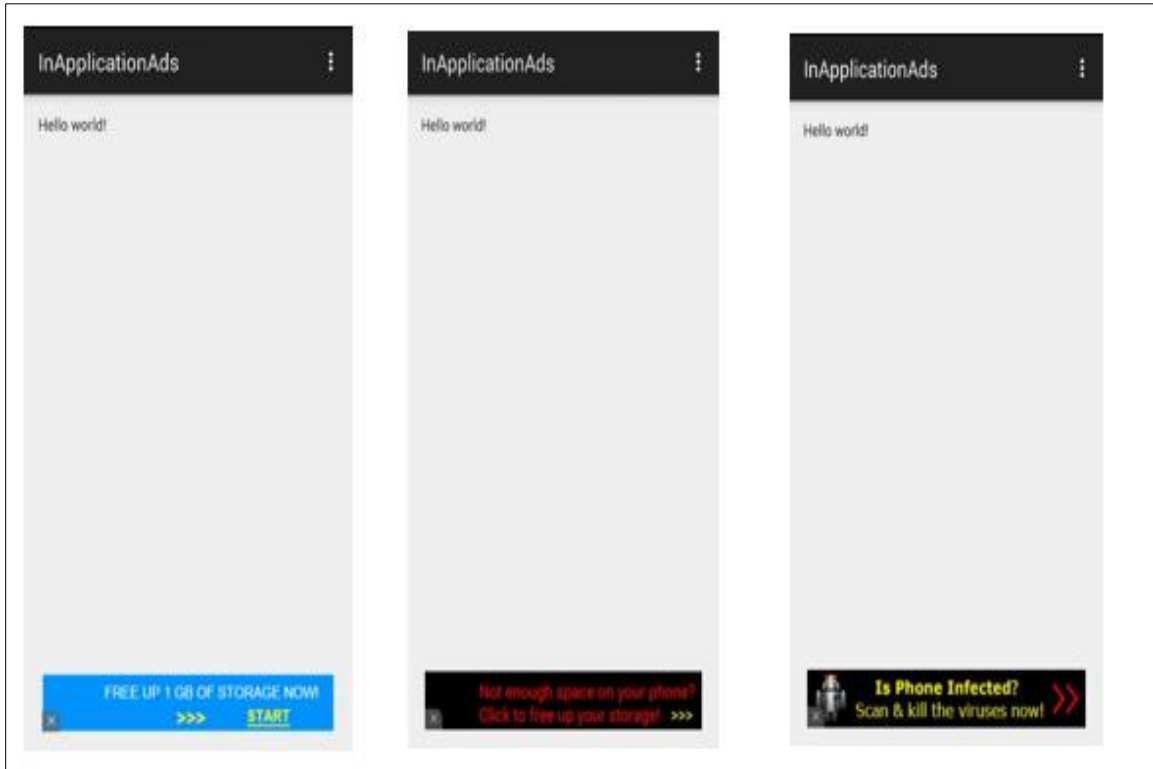 InApplicationAds
Hello world!
FREE UP 1 GB OF STORAGE NOW!
>>> START
InApplicationAds
Hello world!
Not enough space on your phone?
Click to free up your storage! >>>
InApplicationAds
Hello world!
Is Phone Infected?
Scan & kill the viruses now!